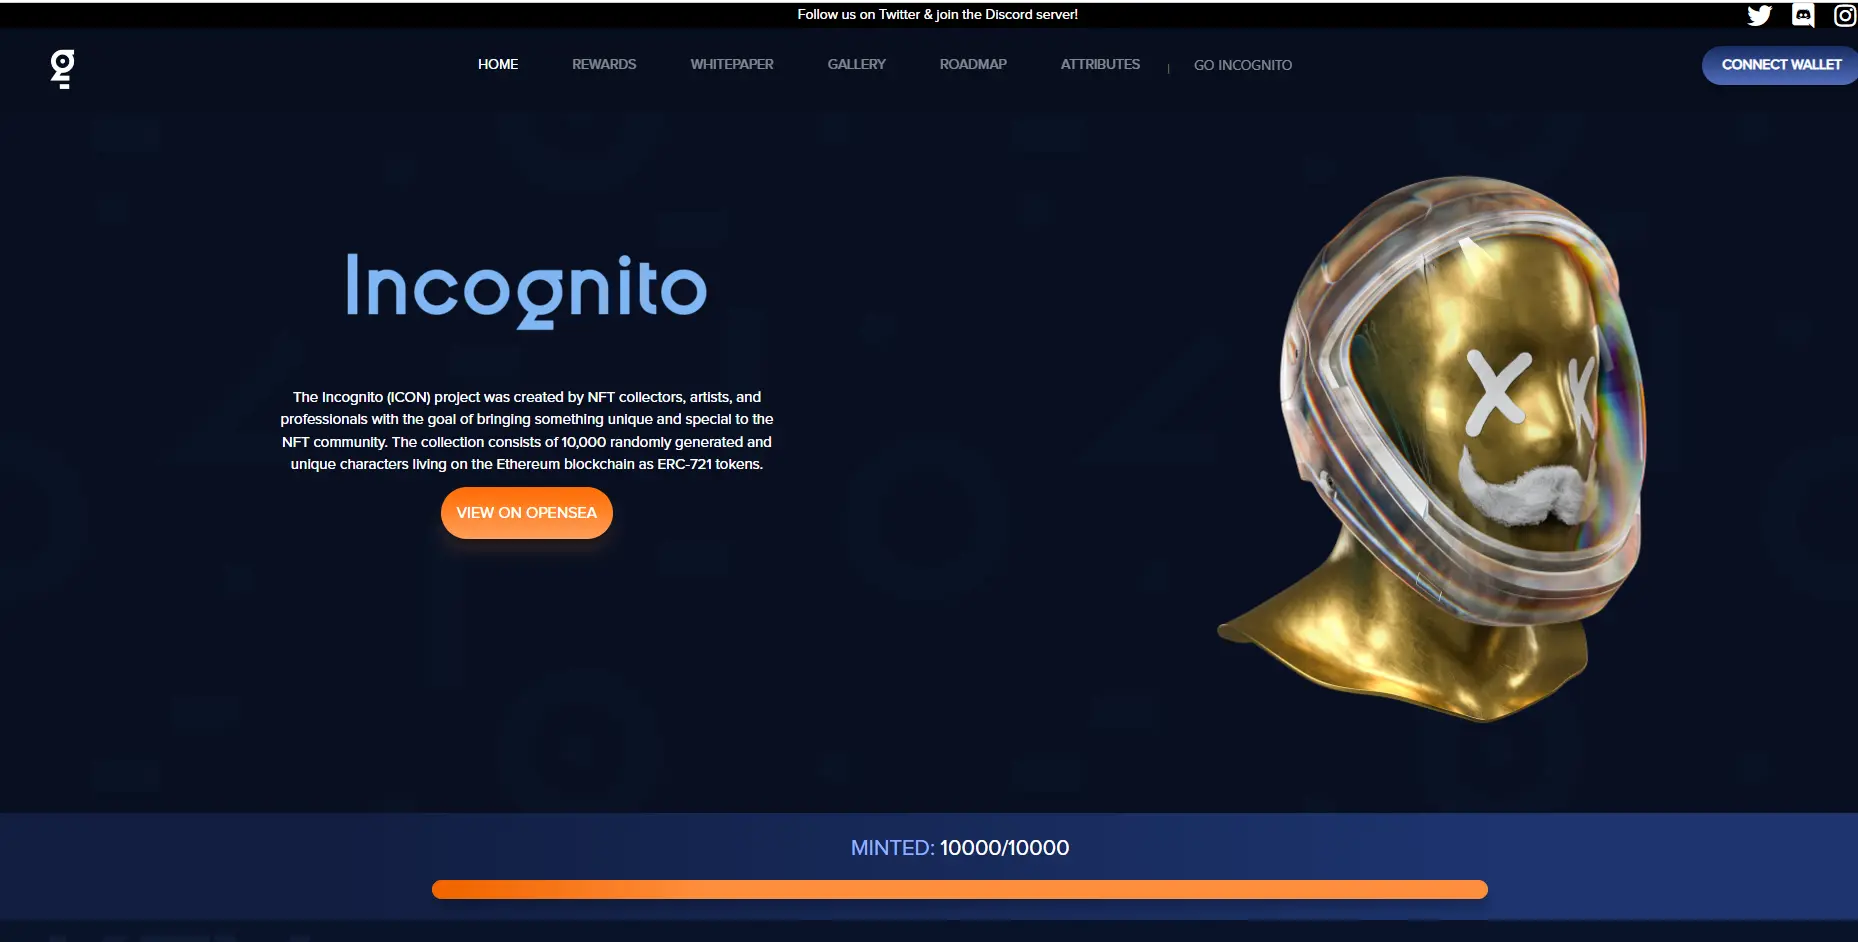 Follow us on Twitter & join the Discord server!
HOME
REWARDS
WHITEPAPER
GALLERY
ROADMAP
ATTRIBUTES
|
GO INCOGNITO
CONNECT WALLET
Incognito
The Incognito (ICON) project was created by NFT collectors, artists, and
professionals with the goal of bringing something unique and special to the
NFT community. The collection consists of 10,000 randomly generated and
unique characters living on the Ethereum blockchain as ERC-721 tokens.
VIEW ON OPENSEA
MINTED: 10000/10000